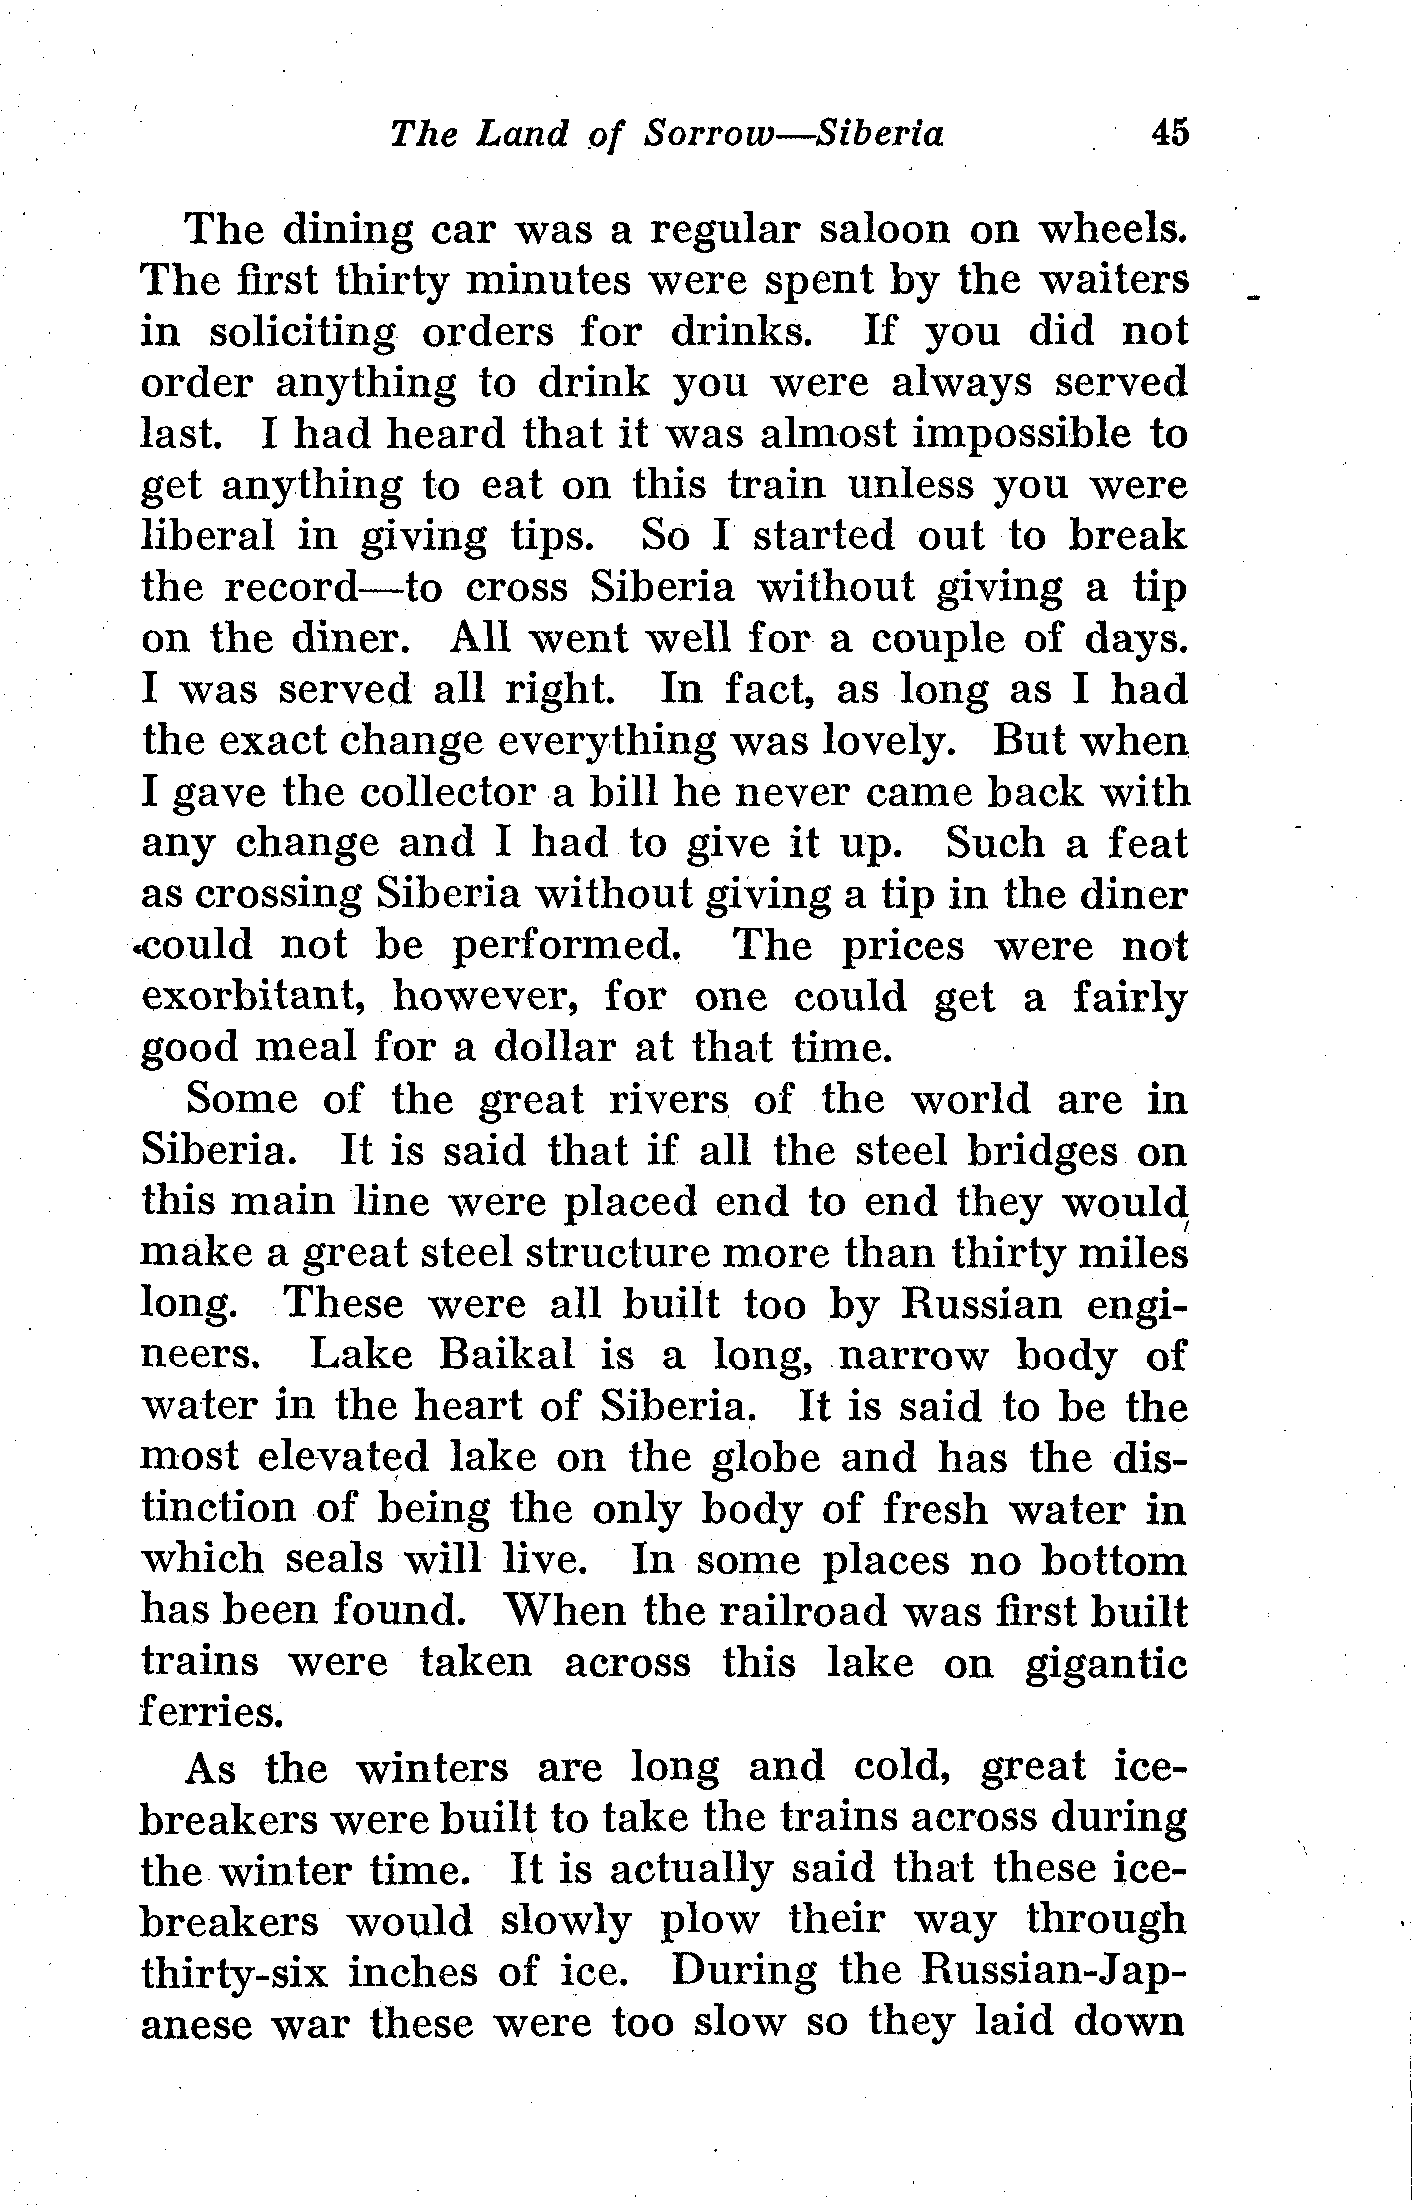 The Land of Sorrow—Siberia 45
The dining car was a regular saloon on wheels.
The first thirty minutes were spent by the waiters
in soliciting orders for drinks. If you did not
order anything to drink you were always served
last. I had heard that it was almost impossible to
get anything to eat on this train unless you were
liberal in giving tips. So I started out to break
the record—to cross Siberia without giving a tip
on the diner. All went well for a couple of days.
I was served all right. In fact, as long as I had
the exact change everything was lovely. But when
I gave the collector a bill he never came back with
any change and I had to give it up. Such a feat
as crossing Siberia without giving a tip in the diner
could not be performed. The prices were not
exorbitant, however, for one could get a fairly
good meal for a dollar at that time.
Some of the great rivers of the world are in
Siberia. It is said that if all the steel bridges on
this main line were placed end to end they would
make a great steel structure more than thirty miles
long. These were all built too by Russian engi-
neers. Lake Baikal is a long, narrow body of
water in the heart of Siberia. It is said to be the
most elevated lake on the globe and has the dis-
tinction of being the only body of fresh water in
which seals will live. In some places no bottom
has been found. When the railroad was first built
trains were taken across this lake on gigantic
ferries.
As the winters are long and cold, great ice-
breakers were built to take the trains across during
the winter time. It is actually said that these ice-
breakers would slowly plow their way through
thirty-six inches of ice. During the Russian-Jap-
anese war these were too slow so they laid down